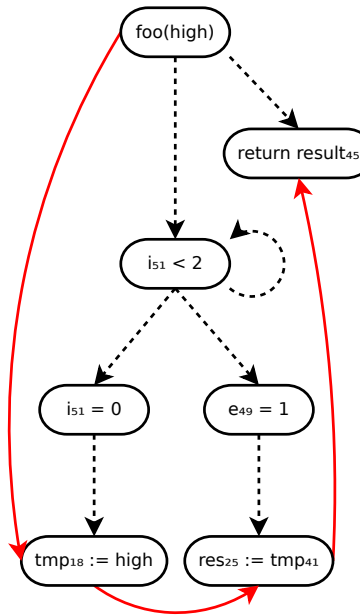 foo(high)
return result₄₅
i₅₁ < 2
i₅₁ = 0
e₄₉ = 1
tmp₁₈ := high
res₂₅ := tmp₄₁